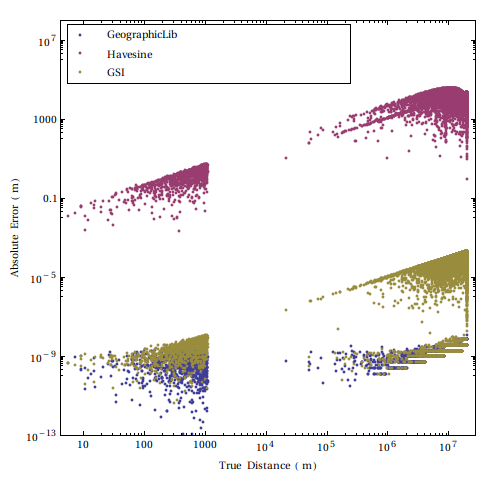 GeographicLib
Havesine
GSI
10^7
1000
0.1
10^-5
10^-9
10^-13
Absolute Error ( m)
10
100
1000
10^4
10^5
10^6
10^7
True Distance ( m)